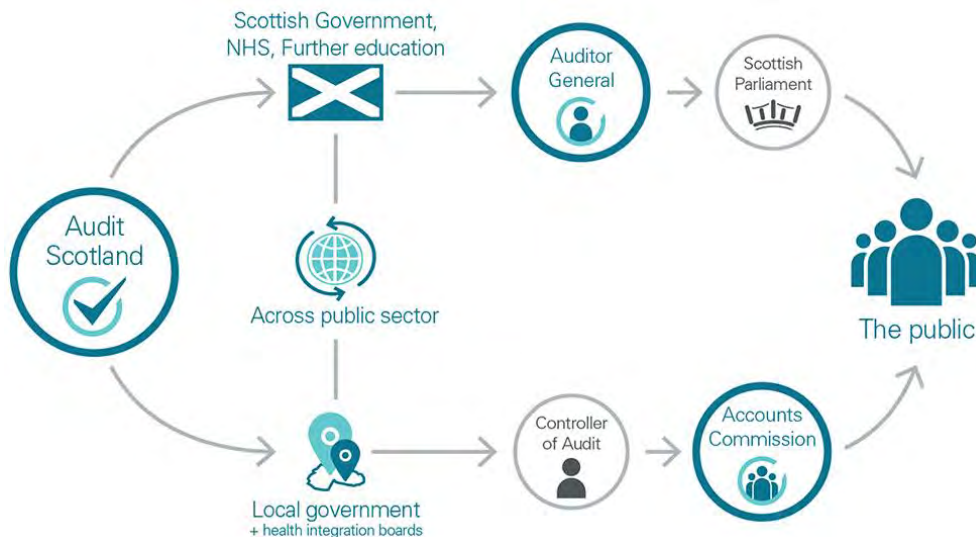 Scottish Government,
NHS, Further education
Auditor
General
Scottish
Parliament
Audit
Scotland
Across public sector
The public
Controller
of Audit
Accounts
Commission
Local government
+ health integration boards